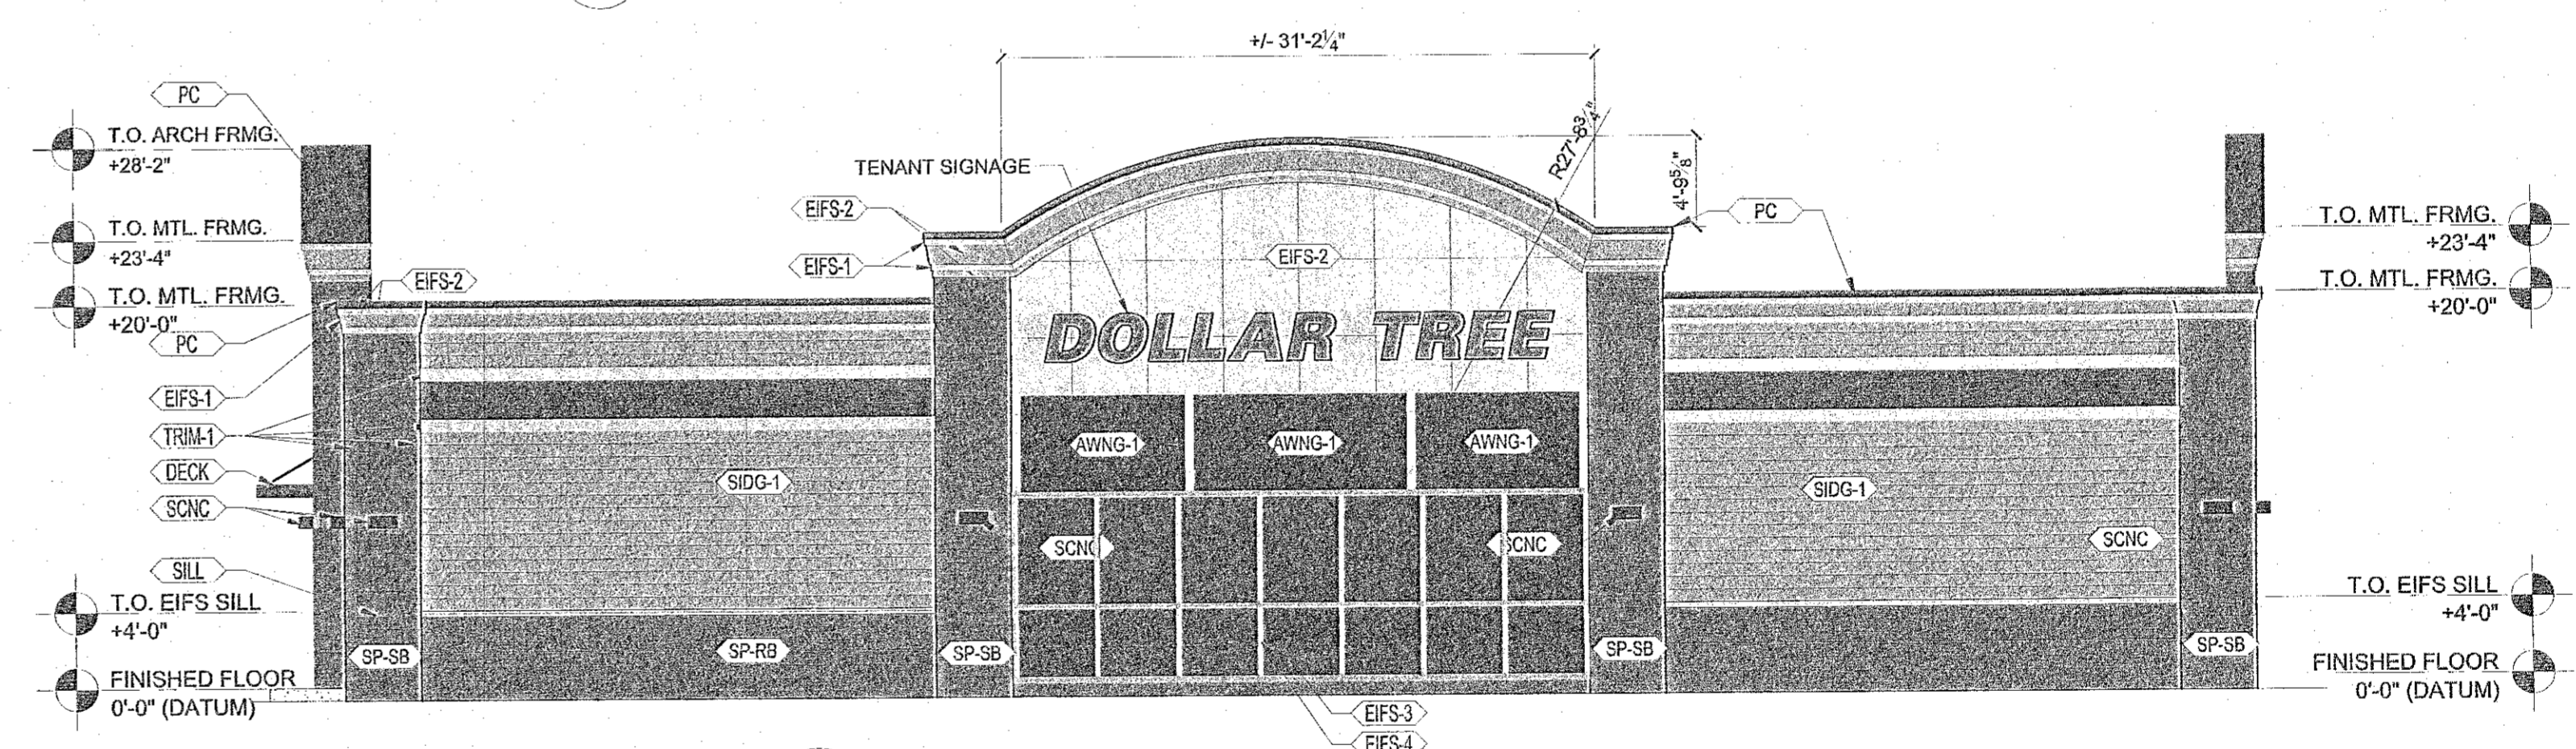 +/- 31'-2¼"
PC
T.O. ARCH FRMG.
+28'-2"
TENANT SIGNAGE
R27'-8¾"
4'-9⅝"
EIFS-2
PC
T.O. MTL. FRMG.
+23'-4"
T.O. MTL. FRMG.
+23'-4"
EIFS-1
EIFS-2
EIFS-2
T.O. MTL. FRMG.
+20'-0"
T.O. MTL. FRMG.
+20'-0"
PC
DOLLAR TREE
EIFS-1
TRIM-1
AWNG-1
AWNG-1
AWNG-1
DECK
SIDG-1
SIDG-1
SCNC
SCNC
SCNC
SCNC
SILL
T.O. EIFS SILL
+4'-0"
T.O. EIFS SILL
+4'-0"
SP-SB
SP-RB
SP-SB
SP-SB
SP-SB
FINISHED FLOOR
0'-0" (DATUM)
FINISHED FLOOR
0'-0" (DATUM)
EIFS-3
EIFS-4